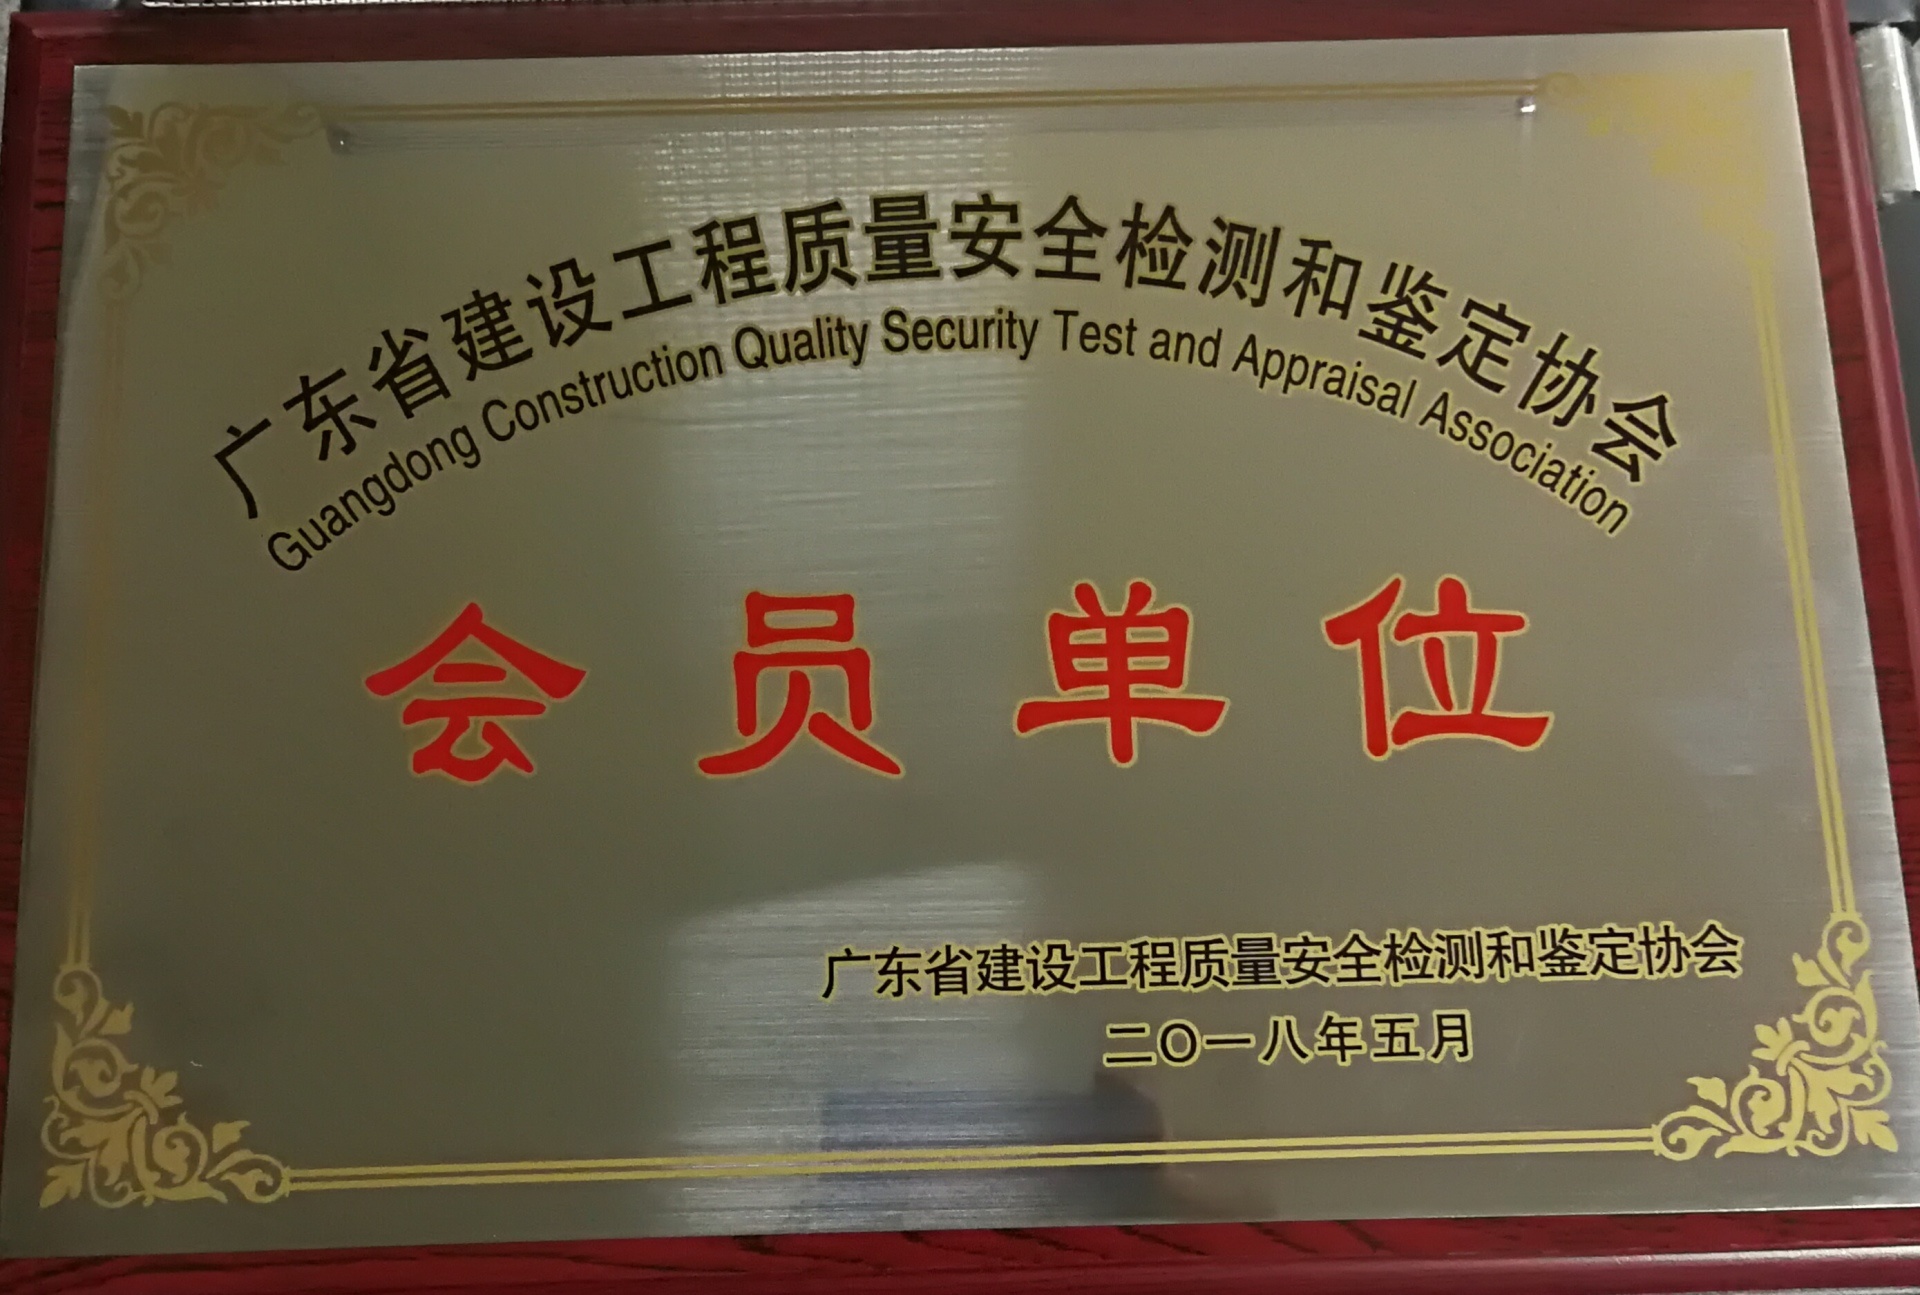 广东省建设工程质量安全检测和鉴定协会
Guangdong Construction Quality Security Test and Appraisal Association
会员单位
广东省建设工程质量安全检测和鉴定协会
二〇一八年五月